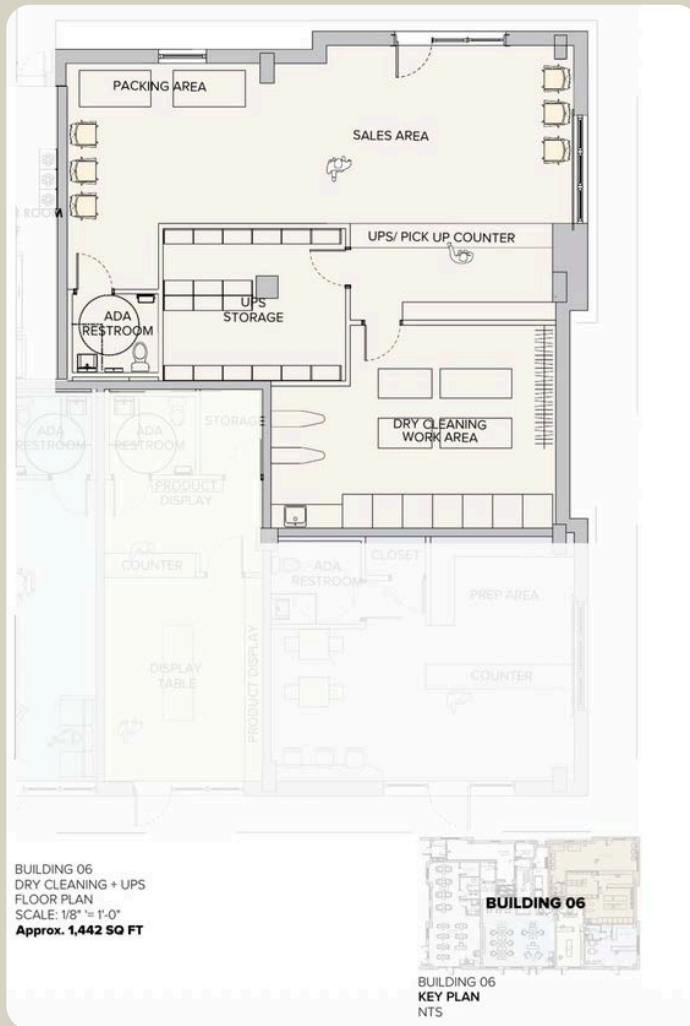 PACKING AREA
SALES AREA
ROOM
UPS/ PICK UP COUNTER
UPS
STORAGE
ADA
RESTROOM
DRY CLEANING
WORK AREA
ADA
RESTROOM
ADA
RESTROOM
STORAGE
PRODUCT
DISPLAY
COUNTER
DISPLAY
TABLE
PRODUCT DISPLAY
ADA
RESTROOM
CLOSET
PREP AREA
COUNTER
BUILDING 06
DRY CLEANING + UPS
FLOOR PLAN
SCALE: 1/8" '= 1'-0"
Approx. 1,442 SQ FT
BUILDING 06
BUILDING 06
KEY PLAN
NTS